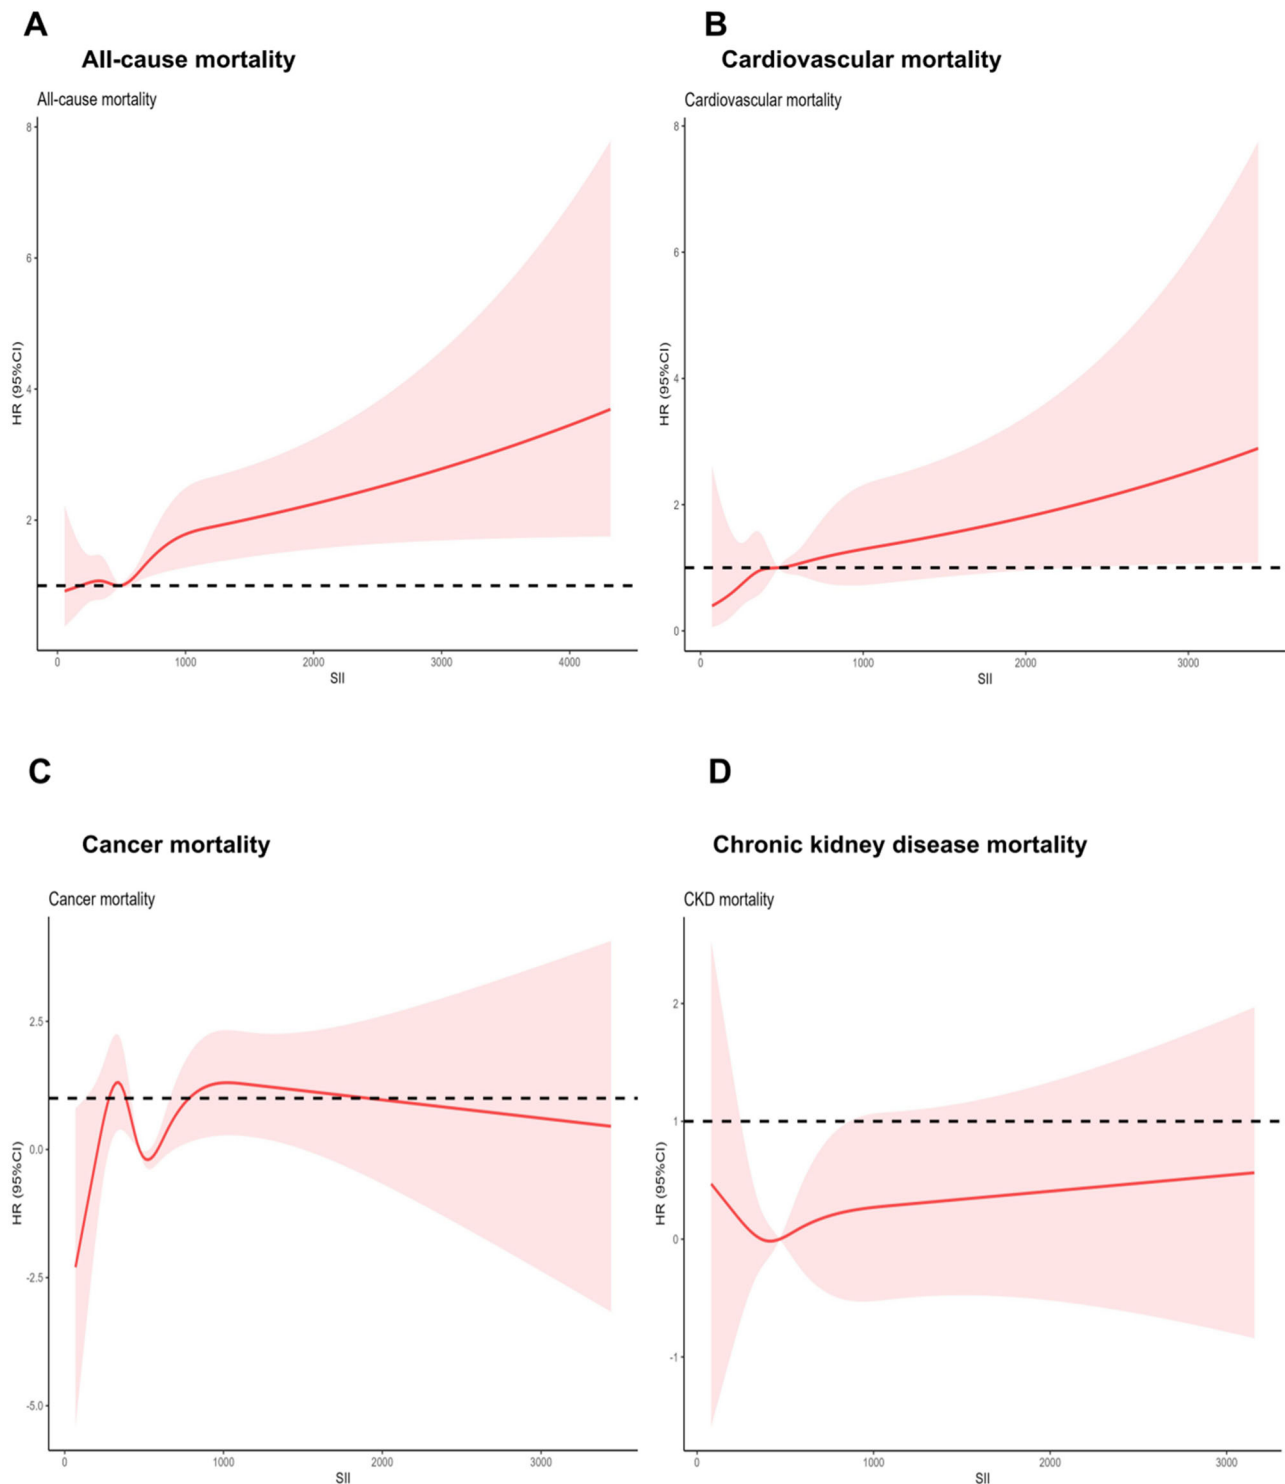 A
All-cause mortality
All-cause mortality
8
6
4
2
HR (95%CI)
0
1000
2000
3000
4000
SII
B
Cardiovascular mortality
Cardiovascular mortality
8
6
4
2
0
HR (95%CI)
0
1000
2000
3000
SII
C
Cancer mortality
Cancer mortality
2.5
0.0
-2.5
-5.0
HR (95%CI)
0
1000
2000
3000
SII
D
Chronic kidney disease mortality
CKD mortality
2
1
0
-1
HR (95%CI)
0
1000
2000
3000
SII